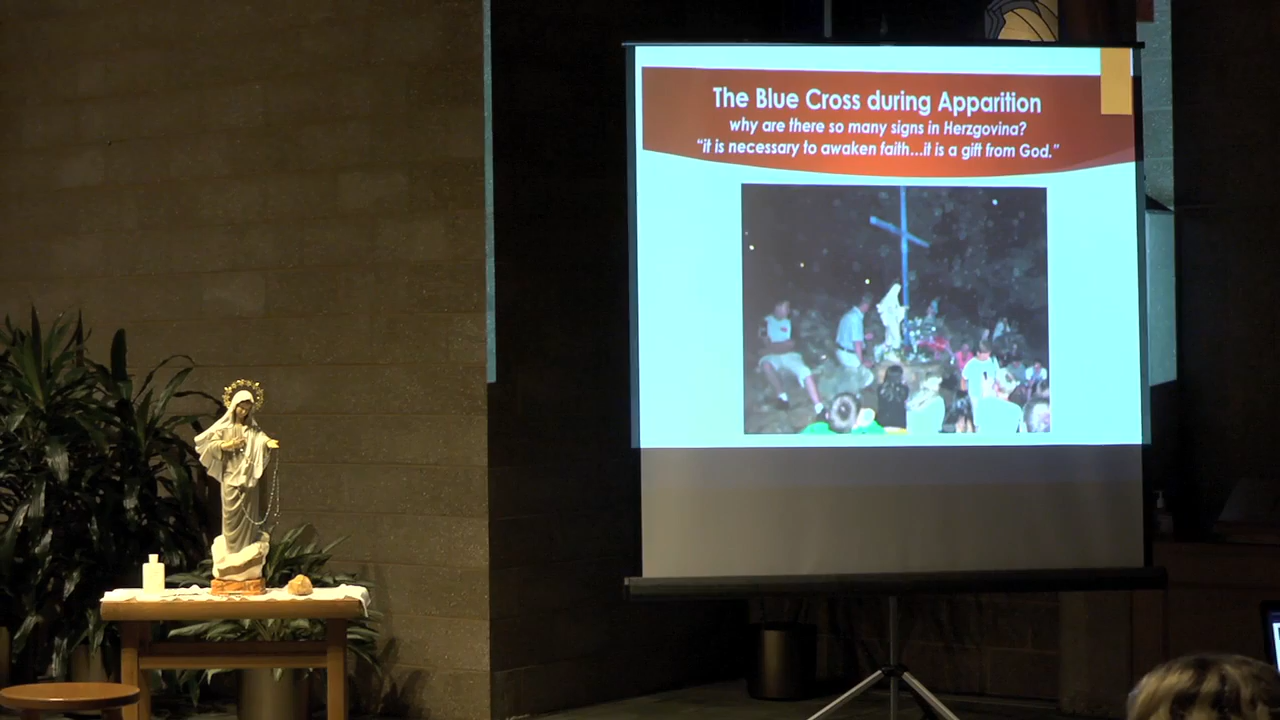 The Blue Cross during Apparition
why are there so many signs in Herzgovina?
"it is necessary to awaken faith...it is a gift from God."